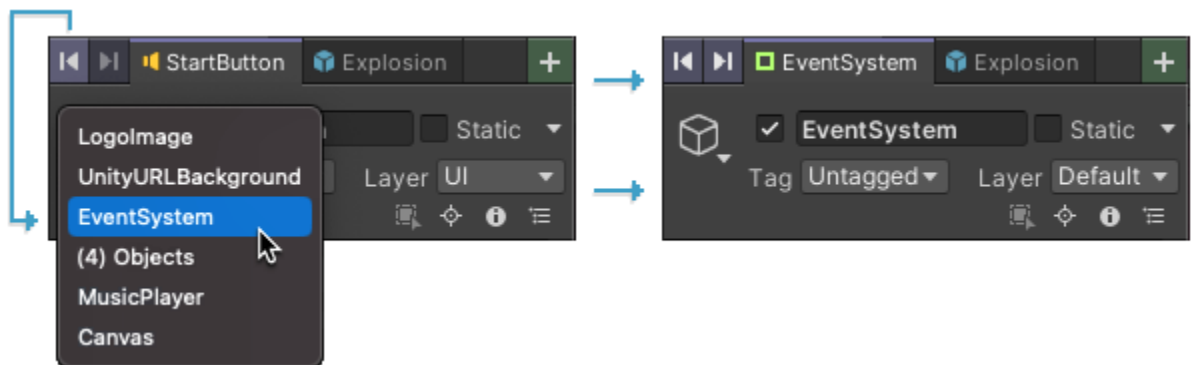 StartButton Explosion +
Static
Layer UI
LogoImage
UnityURLBackground
EventSystem
(4) Objects
MusicPlayer
Canvas
EventSystem Explosion +
EventSystem Static
Tag Untagged Layer Default